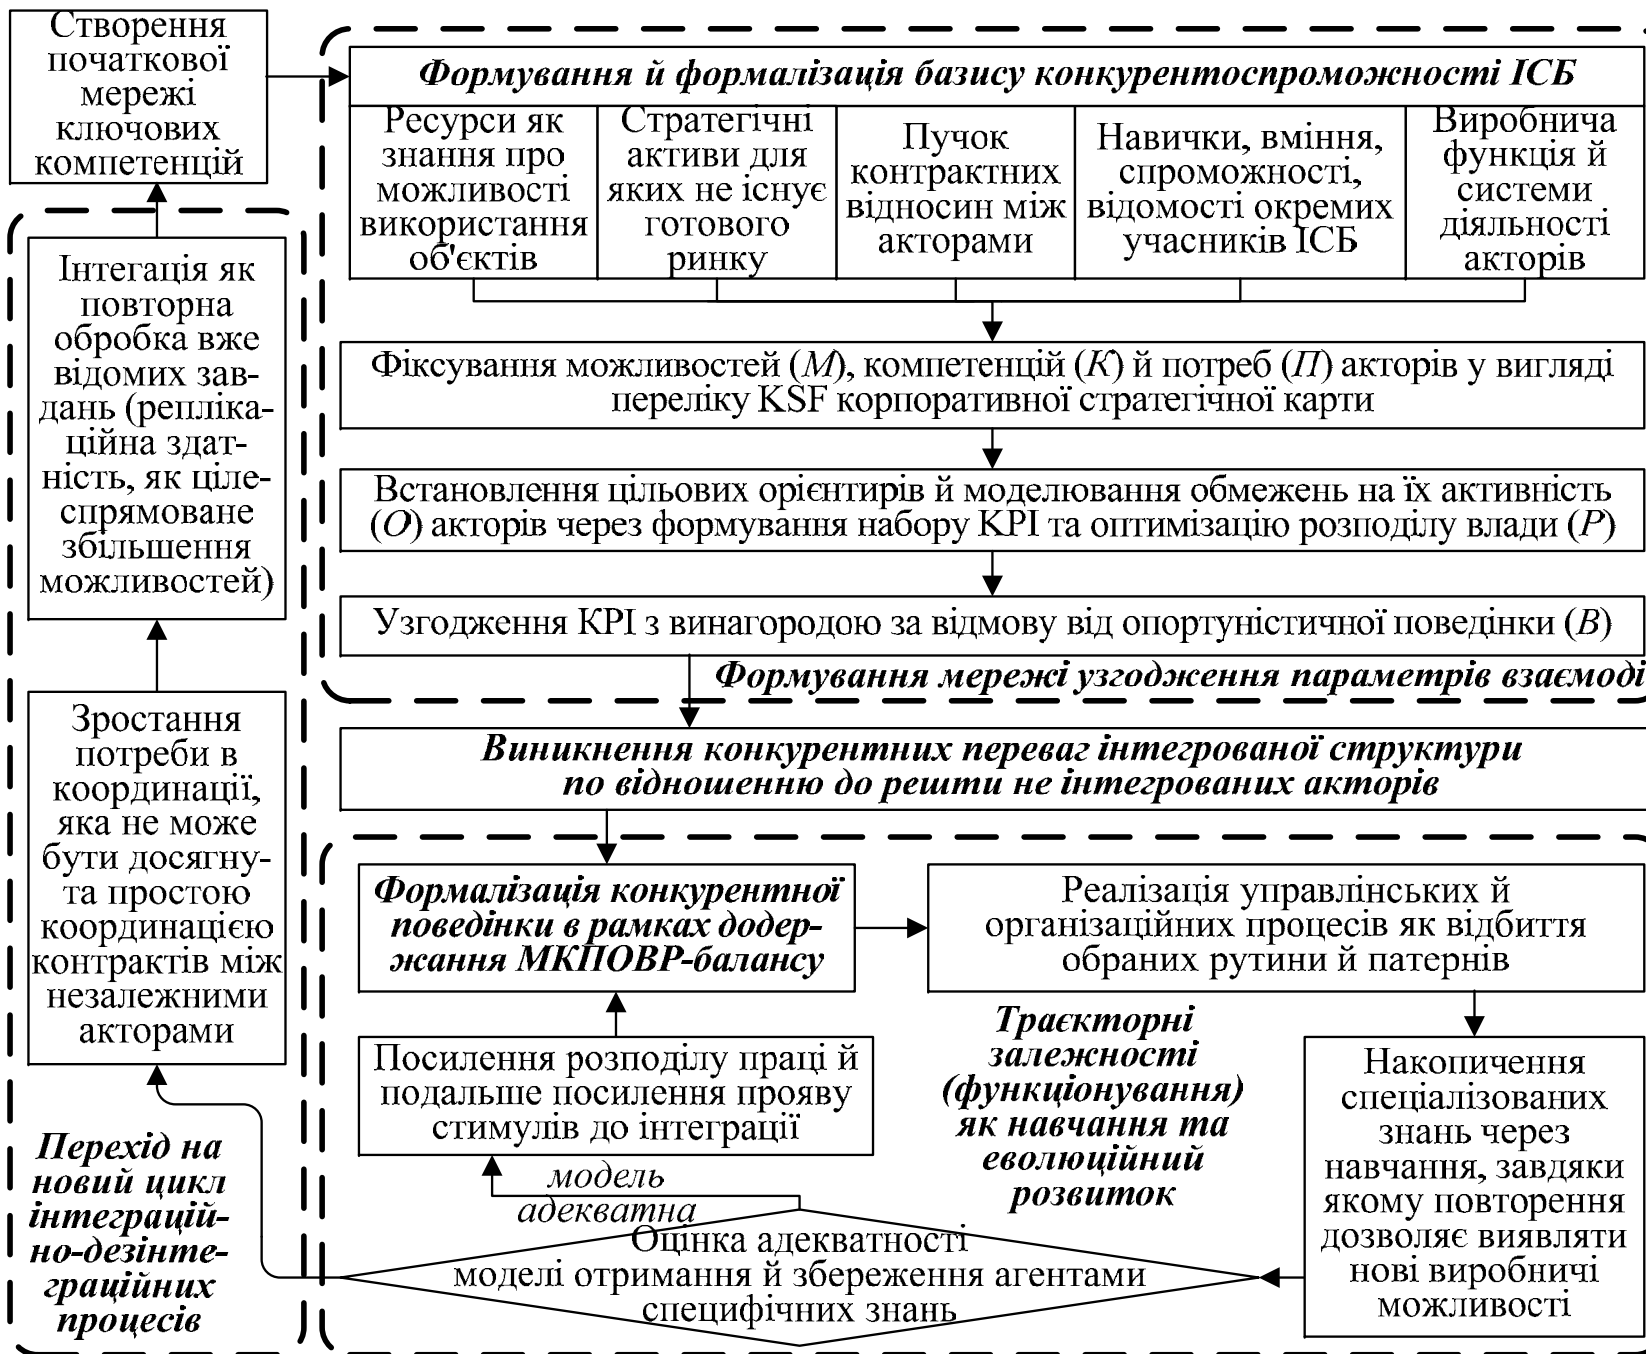 Створення
початкової
мережі
ключових
компетенцій
Формування й формалізація базису конкурентоспроможності ІСБ
Ресурси як
знання про
можливості
використання
об'єктів
Стратегічні
активи для
яких не існує
готового
ринку
Пучок
контрактних
відносин між
акторами
Навички, вміння,
спроможності,
відомості окремих
учасників ІСБ
Виробнича
функція й
системи
діяльності
акторів
Фіксування можливостей (М), компетенцій (К) й потреб (П) акторів у вигляді
переліку KSF корпоративної стратегічної карти
Встановлення цільових орієнтирів й моделювання обмежень на їх активність
(О) акторів через формування набору KPI та оптимізацію розподілу влади (Р)
Узгодження KPI з винагородою за відмову від опортуністичної поведінки (В)
Формування мережі узгодження параметрів взаємоді
Виникнення конкурентних переваг інтегрованої структури
по відношенню до решти не інтегрованих акторів
Формалізація конкурентної
поведінки в рамках додер-
жання МКПОВР-балансу
Реалізація управлінських й
організаційних процесів як відбиття
обраних рутини й патернів
Накопичення
спеціалізованих
знань через
навчання, завдяки
якому повторення
дозволяє виявляти
нові виробничі
можливості
Траєкторні
залежності
(функціонування)
як навчання та
еволюційний
розвиток
Посилення розподілу праці й
подальше посилення прояву
стимулів до інтеграції
модель
адекватна
Оцінка адекватності
моделі отримання й збереження агентами
специфічних знань
Інтегація як
повторна
обробка вже
відомих зав-
дань (репліка-
ційна здат-
ність, як ціле-
спрямоване
збільшення
можливостей)
Зростання
потреби в
координації,
яка не може
бути досягну-
та простою
координацією
контрактів між
незалежними
акторами
Перехід на
новий цикл
інтеграцій-
но-дезінте-
граційних
процесів